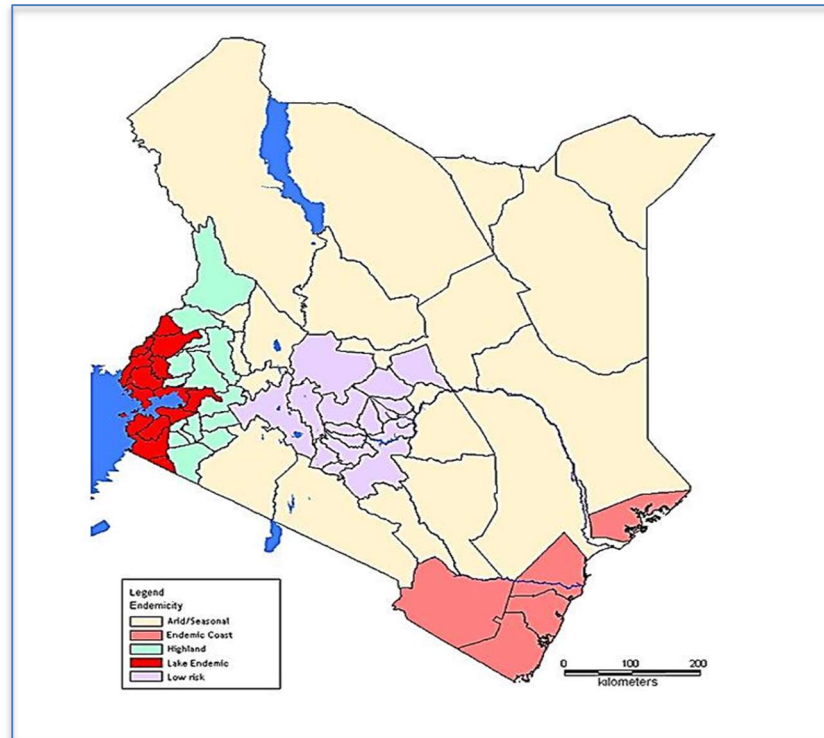 Legend
Endemicity
Arid/Seasonal
Endemic Coast
Highland
Lake Endemic
Low risk
0 100 200
kilometers